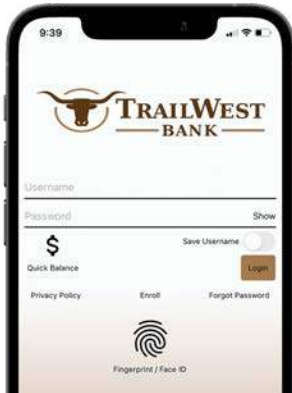 9:39
TRAILWEST
BANK
Username
Password Show
$ Save Username
Quick Balance Login
Privacy Policy Enroll Forgot Password
Fingerprint / Face ID